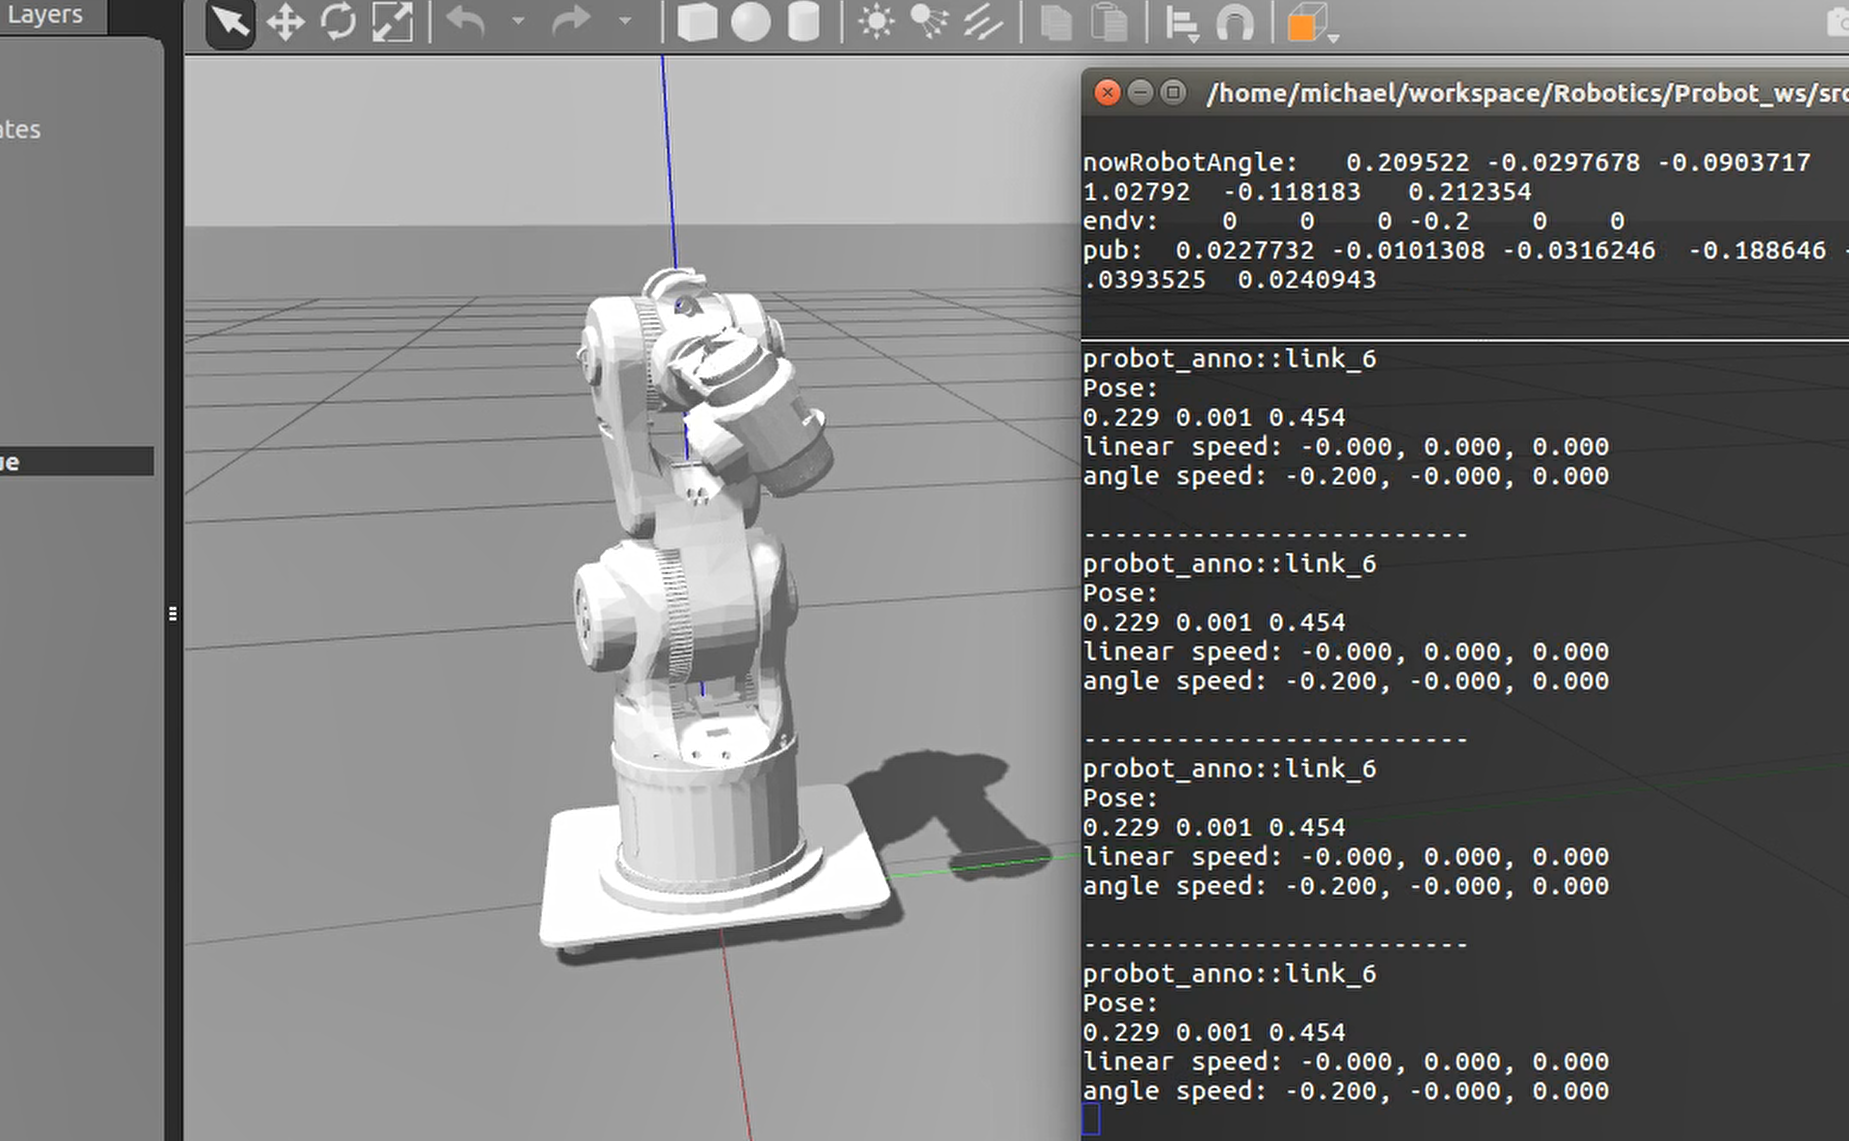 Layers
ates
ue
/home/michael/workspace/Robotics/Probot_ws/src
nowRobotAngle:   0.209522 -0.0297678 -0.0903717
1.02792  -0.118183   0.212354
endv:    0    0    0 -0.2    0    0
pub:  0.0227732 -0.0101308 -0.0316246  -0.188646 -
.0393525  0.0240943
probot_anno::link_6
Pose:
0.229 0.001 0.454
linear speed: -0.000, 0.000, 0.000
angle speed: -0.200, -0.000, 0.000
-------------------------
probot_anno::link_6
Pose:
0.229 0.001 0.454
linear speed: -0.000, 0.000, 0.000
angle speed: -0.200, -0.000, 0.000
-------------------------
probot_anno::link_6
Pose:
0.229 0.001 0.454
linear speed: -0.000, 0.000, 0.000
angle speed: -0.200, -0.000, 0.000
-------------------------
probot_anno::link_6
Pose:
0.229 0.001 0.454
linear speed: -0.000, 0.000, 0.000
angle speed: -0.200, -0.000, 0.000